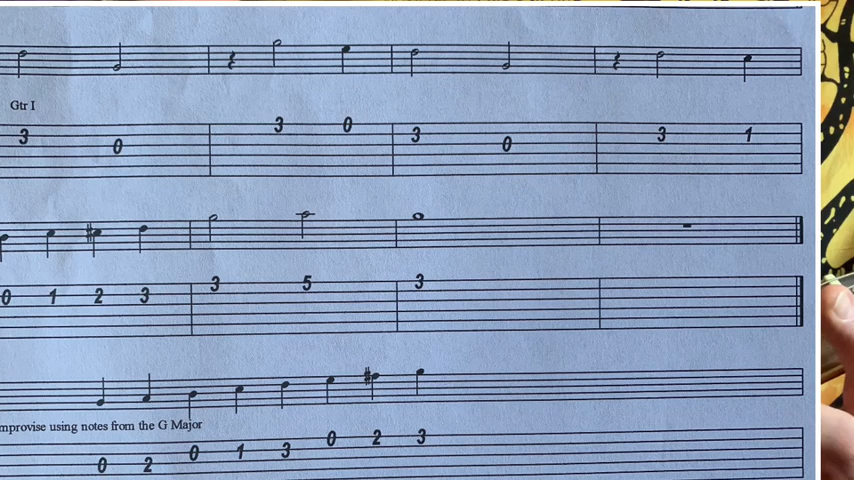 Gtr I
3 0 3 0 3 0 3 1
0 1 2 3 3 5 3
mprovise using notes from the G Major
0 2 0 1 3 0 2 3